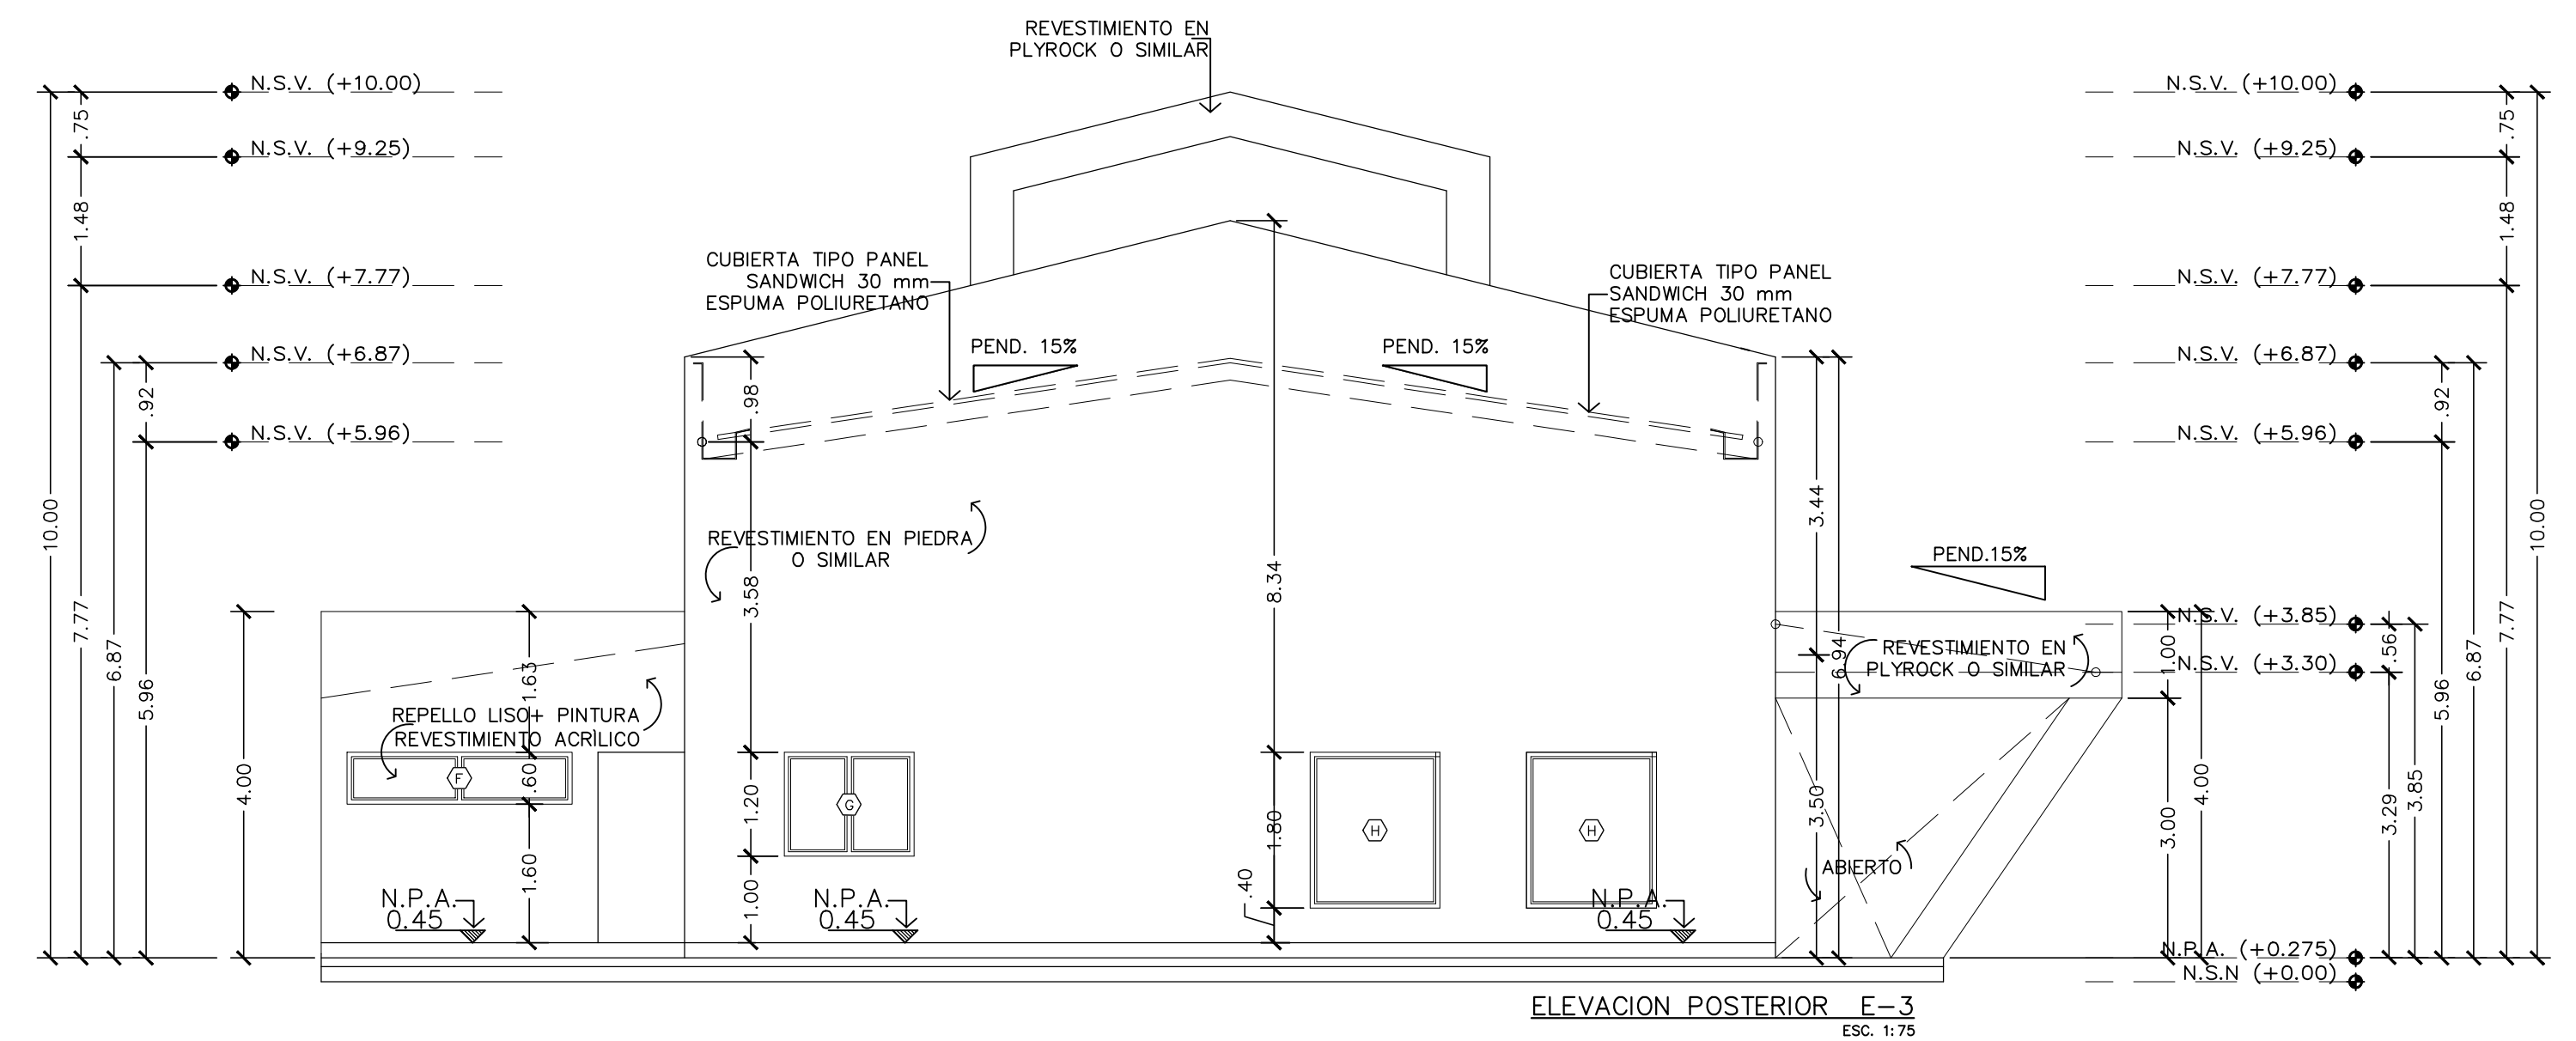 REVESTIMIENTO EN
PLYROCK O SIMILAR
N.S.V. (+10.00)
N.S.V. (+9.25)
N.S.V. (+7.77)
N.S.V. (+6.87)
N.S.V. (+5.96)
.75
1.48
10.00
7.77
6.87
.92
5.96
4.00
CUBIERTA TIPO PANEL
SANDWICH 30 mm
ESPUMA POLIURETANO
CUBIERTA TIPO PANEL
SANDWICH 30 mm
ESPUMA POLIURETANO
PEND. 15%
PEND. 15%
.98
3.58
1.20
1.00
REVESTIMIENTO EN PIEDRA
O SIMILAR
8.34
1.80
.40
3.44
3.50
6.94
PEND.15%
1.63
.60
1.60
REPELLO LISO+ PINTURA
REVESTIMIENTO ACRÌLICO
F
G
H
H
N.P.A.
0.45
N.P.A.
0.45
N.P.A.
0.45
REVESTIMIENTO EN
PLYROCK O SIMILAR
ABIERTO
N.S.V. (+10.00)
N.S.V. (+9.25)
N.S.V. (+7.77)
N.S.V. (+6.87)
N.S.V. (+5.96)
N.S.V. (+3.85)
N.S.V. (+3.30)
N.P.A. (+0.275)
N.S.N (+0.00)
1.00
3.00
4.00
.56
3.29
3.85
.92
5.96
6.87
.75
1.48
7.77
10.00
ELEVACION POSTERIOR E-3
ESC. 1:75